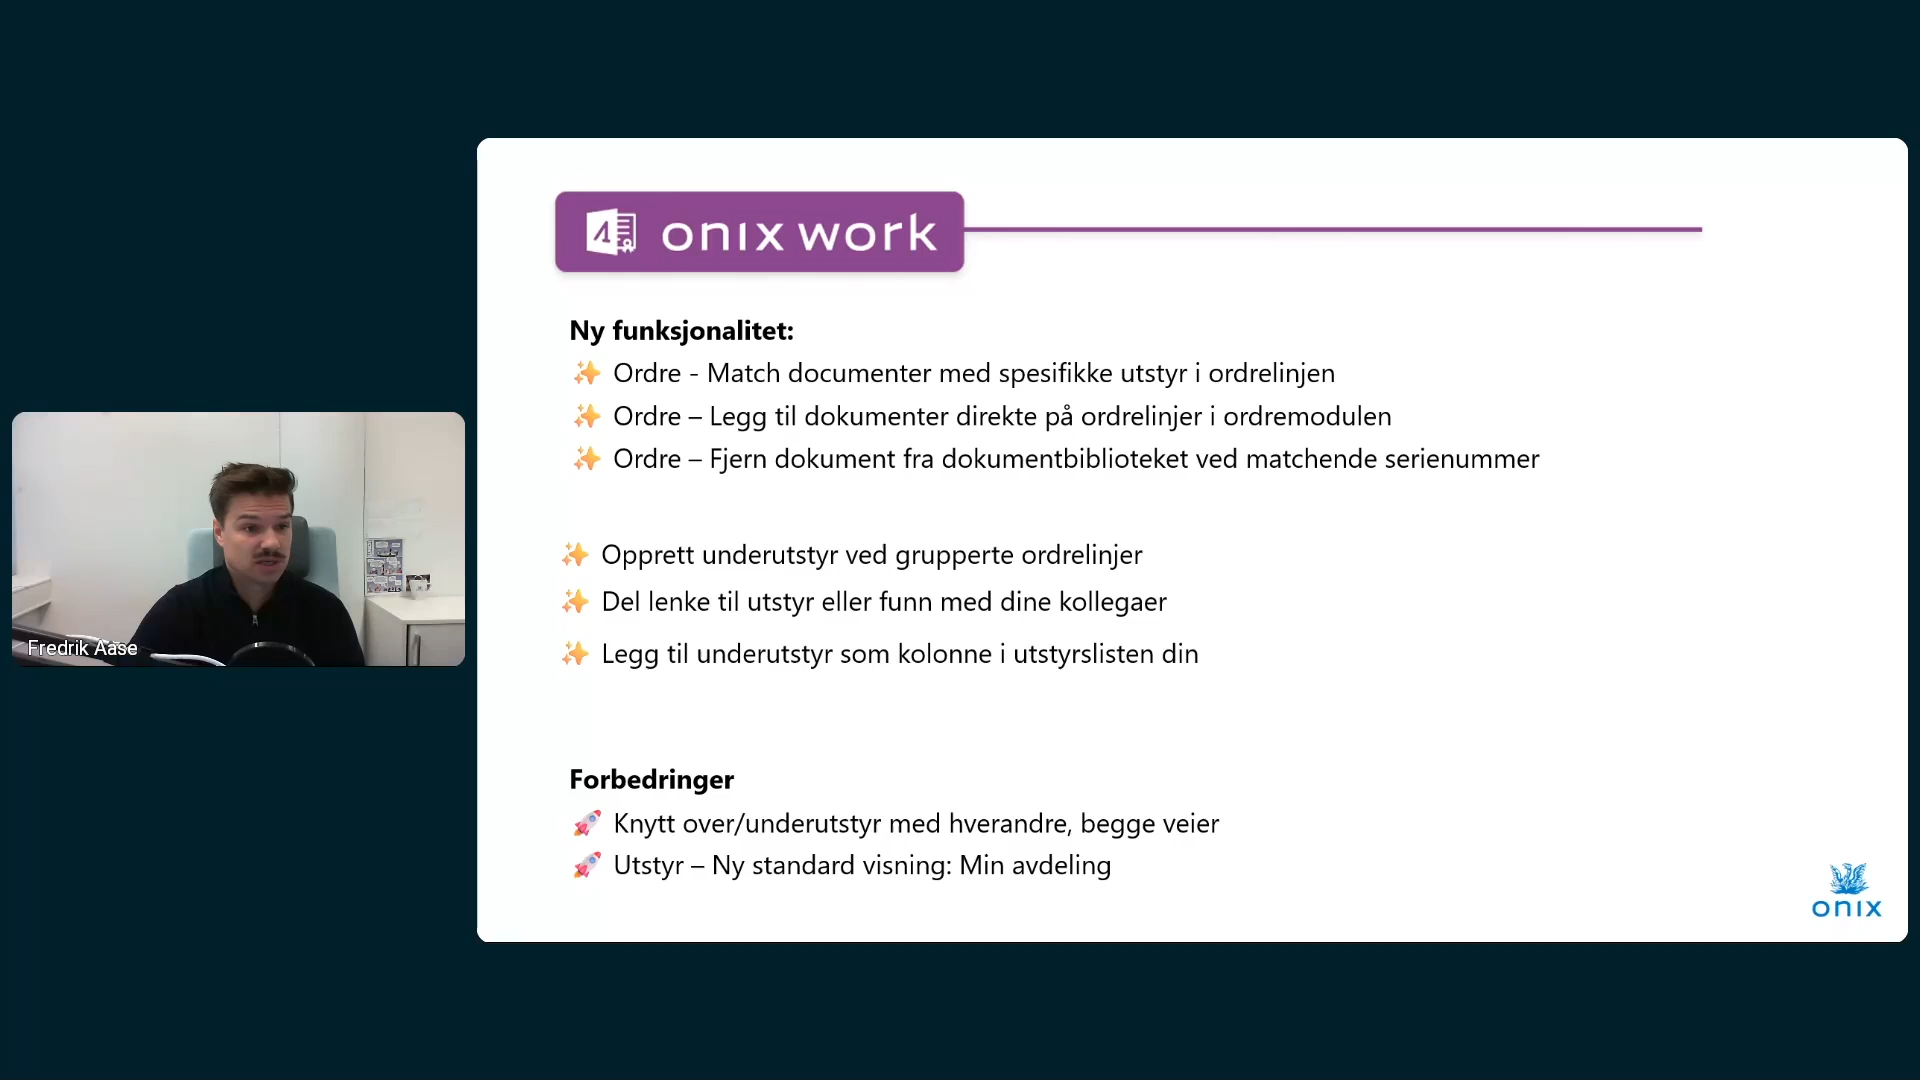 onix work
Ny funksjonalitet:
✨ Ordre - Match documenter med spesifikke utstyr i ordrelinjen
✨ Ordre – Legg til dokumenter direkte på ordrelinjer i ordremodulen
✨ Ordre – Fjern dokument fra dokumentbiblioteket ved matchende serienummer
✨ Opprett underutstyr ved grupperte ordrelinjer
✨ Del lenke til utstyr eller funn med dine kollegaer
✨ Legg til underutstyr som kolonne i utstyrslisten din
Forbedringer
🚀 Knytt over/underutstyr med hverandre, begge veier
🚀 Utstyr – Ny standard visning: Min avdeling
onix
Fredrik Aase